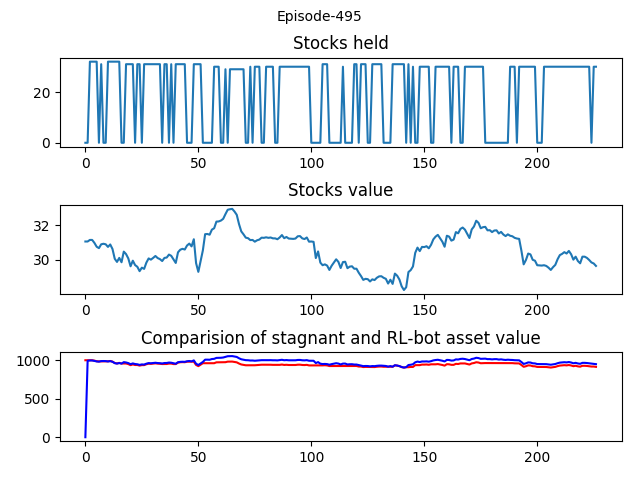 Episode-495
Stocks held
20
0
0 50 100 150 200
Stocks value
32
30
0 50 100 150 200
Comparision of stagnant and RL-bot asset value
1000
500
0
0 50 100 150 200